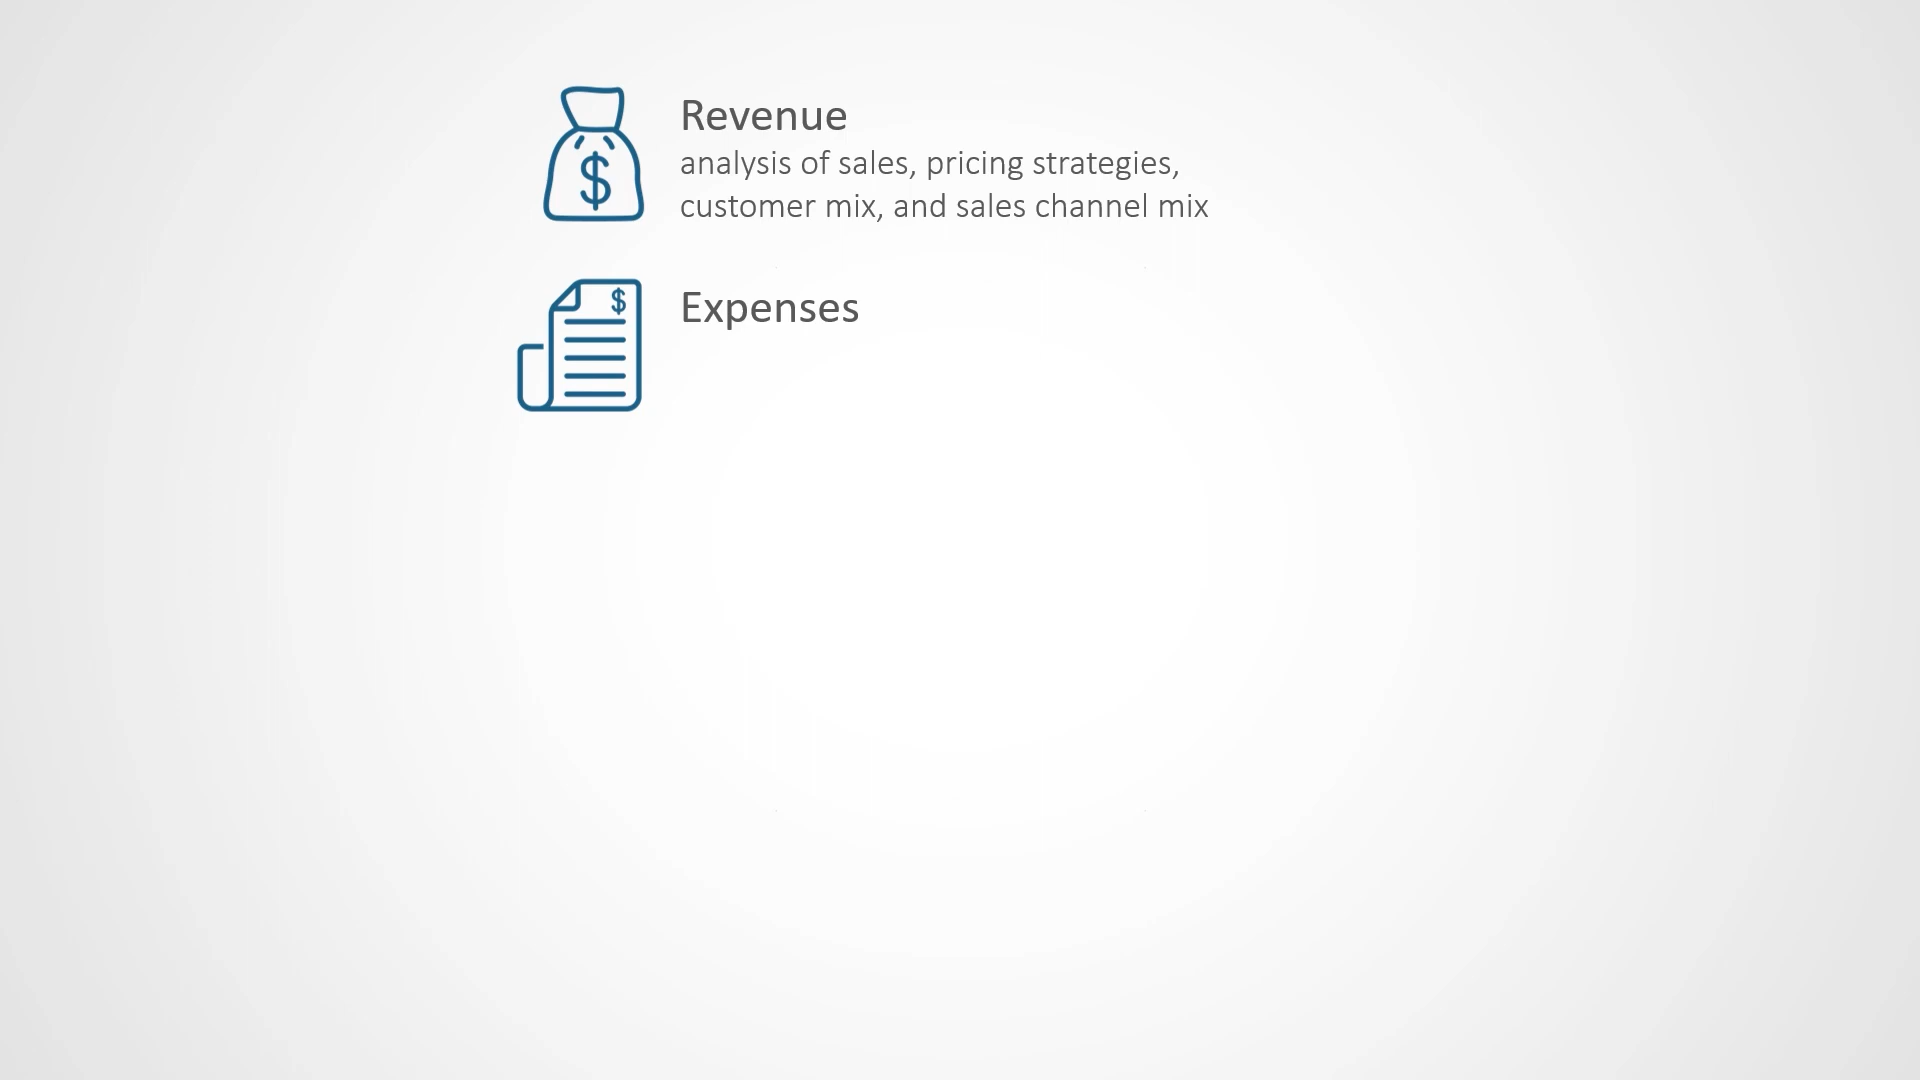 Revenue
analysis of sales, pricing strategies,
customer mix, and sales channel mix
$
Expenses
$